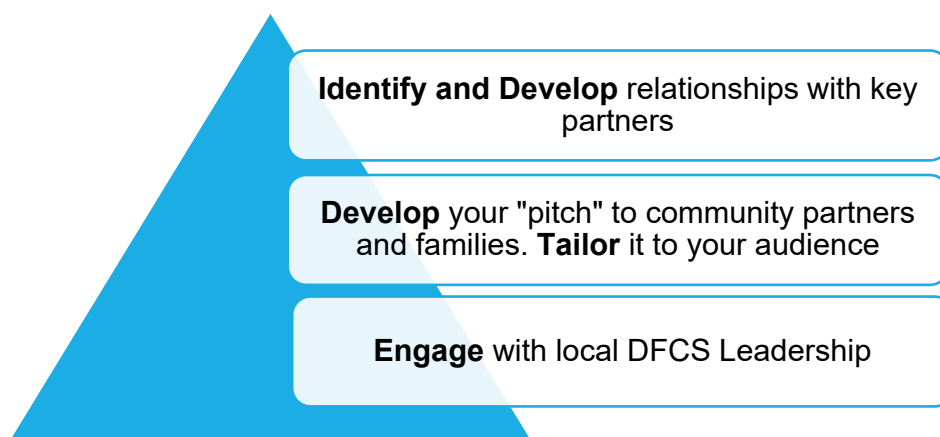 Identify and Develop relationships with key
partners
Develop your "pitch" to community partners
and families. Tailor it to your audience
Engage with local DFCS Leadership